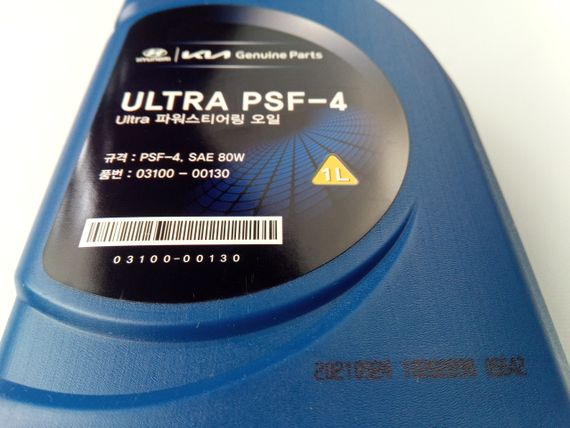 HYUNDAI | KIA Genuine Parts
ULTRA PSF-4
Ultra 파워스티어링 오일
규격 : PSF-4, SAE 80W
품번 : 03100 - 00130
1L
03100-00130